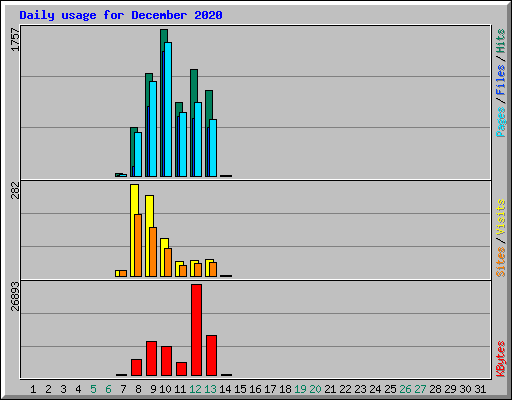 Daily usage for December 2020
1757
Pages / Files / Hits
282
Sites / Visits
26893
KBytes
1 2 3 4 5 6 7 8 9 10 11 12 13 14 15 16 17 18 19 20 21 22 23 24 25 26 27 28 29 30 31